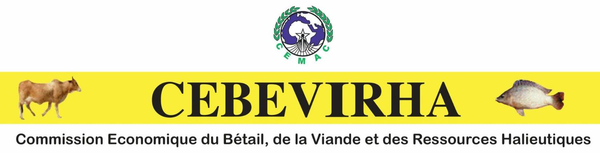 CEMAC
CEBEVIRHA
Commission Economique du Bétail, de la Viande et des Ressources Halieutiques